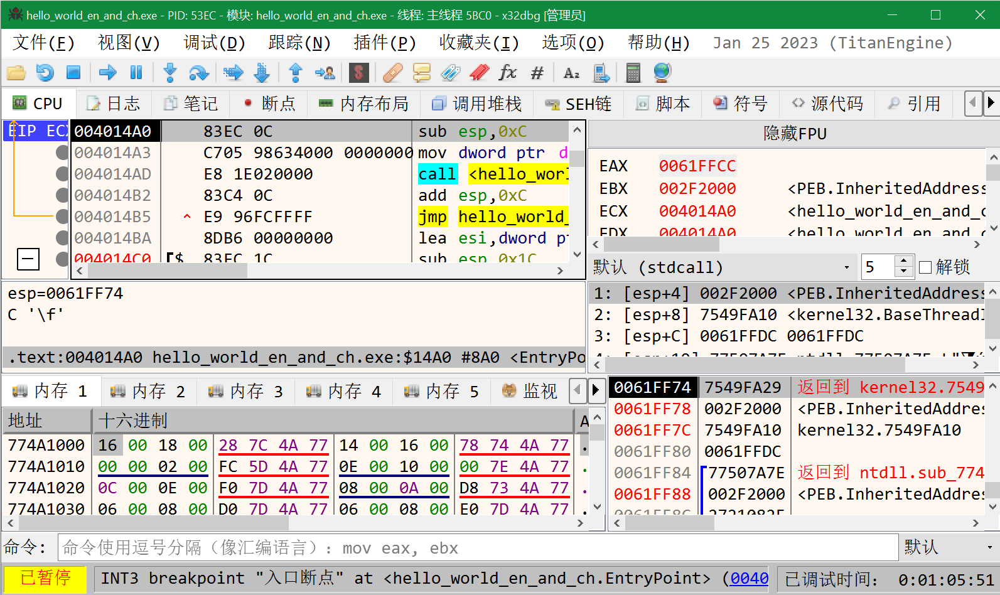 hello_world_en_and_ch.exe - PID: 53EC - 模块: hello_world_en_and_ch.exe - 线程: 主线程 5BC0 - x32dbg [管理员]
文件(F) 视图(V) 调试(D) 跟踪(N) 插件(P) 收藏夹(I) 选项(O) 帮助(H) Jan 25 2023 (TitanEngine)
CPU 日志 笔记 断点 内存布局 调用堆栈 SEH链 脚本 符号 源代码 引用
EIP ECX 004014A0 83EC 0C sub esp,0xC
004014A3 C705 98634000 0000000 mov dword ptr d
004014AD E8 1E020000 call <hello_worl
004014B2 83C4 0C add esp,0xC
004014B5 ^ E9 96FCFFFF jmp hello_world_
004014BA 8DB6 00000000 lea esi,dword pt
004014C0 $ 83EC 1C sub esp 0x1C
隐藏FPU
EAX 0061FFCC
EBX 002F2000 <PEB.InheritedAddress
ECX 004014A0 <hello_world_en_and_c
EDX 004014A0 <hello_world_en_and_c
默认 (stdcall) 5 解锁
1: [esp+4] 002F2000 <PEB.InheritedAddress
2: [esp+8] 7549FA10 <kernel32.BaseThreadI
3: [esp+C] 0061FFDC 0061FFDC
4: [esp+10] 77507A7E ntdll.77507A7E
esp=0061FF74
C '\f'
.text:004014A0 hello_world_en_and_ch.exe:$14A0 #8A0 <EntryPo
内存 1 内存 2 内存 3 内存 4 内存 5 监视
地址 十六进制 A
774A1000 16 00 18 00 28 7C 4A 77 14 00 16 00 78 74 4A 77 .
774A1010 00 00 02 00 FC 5D 4A 77 0E 00 10 00 00 7E 4A 77 .
774A1020 0C 00 0E 00 F0 7D 4A 77 08 00 0A 00 D8 73 4A 77 .
774A1030 06 00 08 00 D0 7D 4A 77 06 00 08 00 E0 7D 4A 77 .
0061FF74 7549FA29 返回到 kernel32.7549
0061FF78 002F2000 <PEB.InheritedAddres
0061FF7C 7549FA10 kernel32.7549FA10
0061FF80 0061FFDC
0061FF84 77507A7E 返回到 ntdll.sub_774
0061FF88 002F2000 <PEB.InheritedAddres
0061FF8C
命令: 命令使用逗号分隔（像汇编语言）: mov eax, ebx 默认
已暂停 INT3 breakpoint "入口断点" at <hello_world_en_and_ch.EntryPoint> (0040 已调试时间: 0:01:05:51